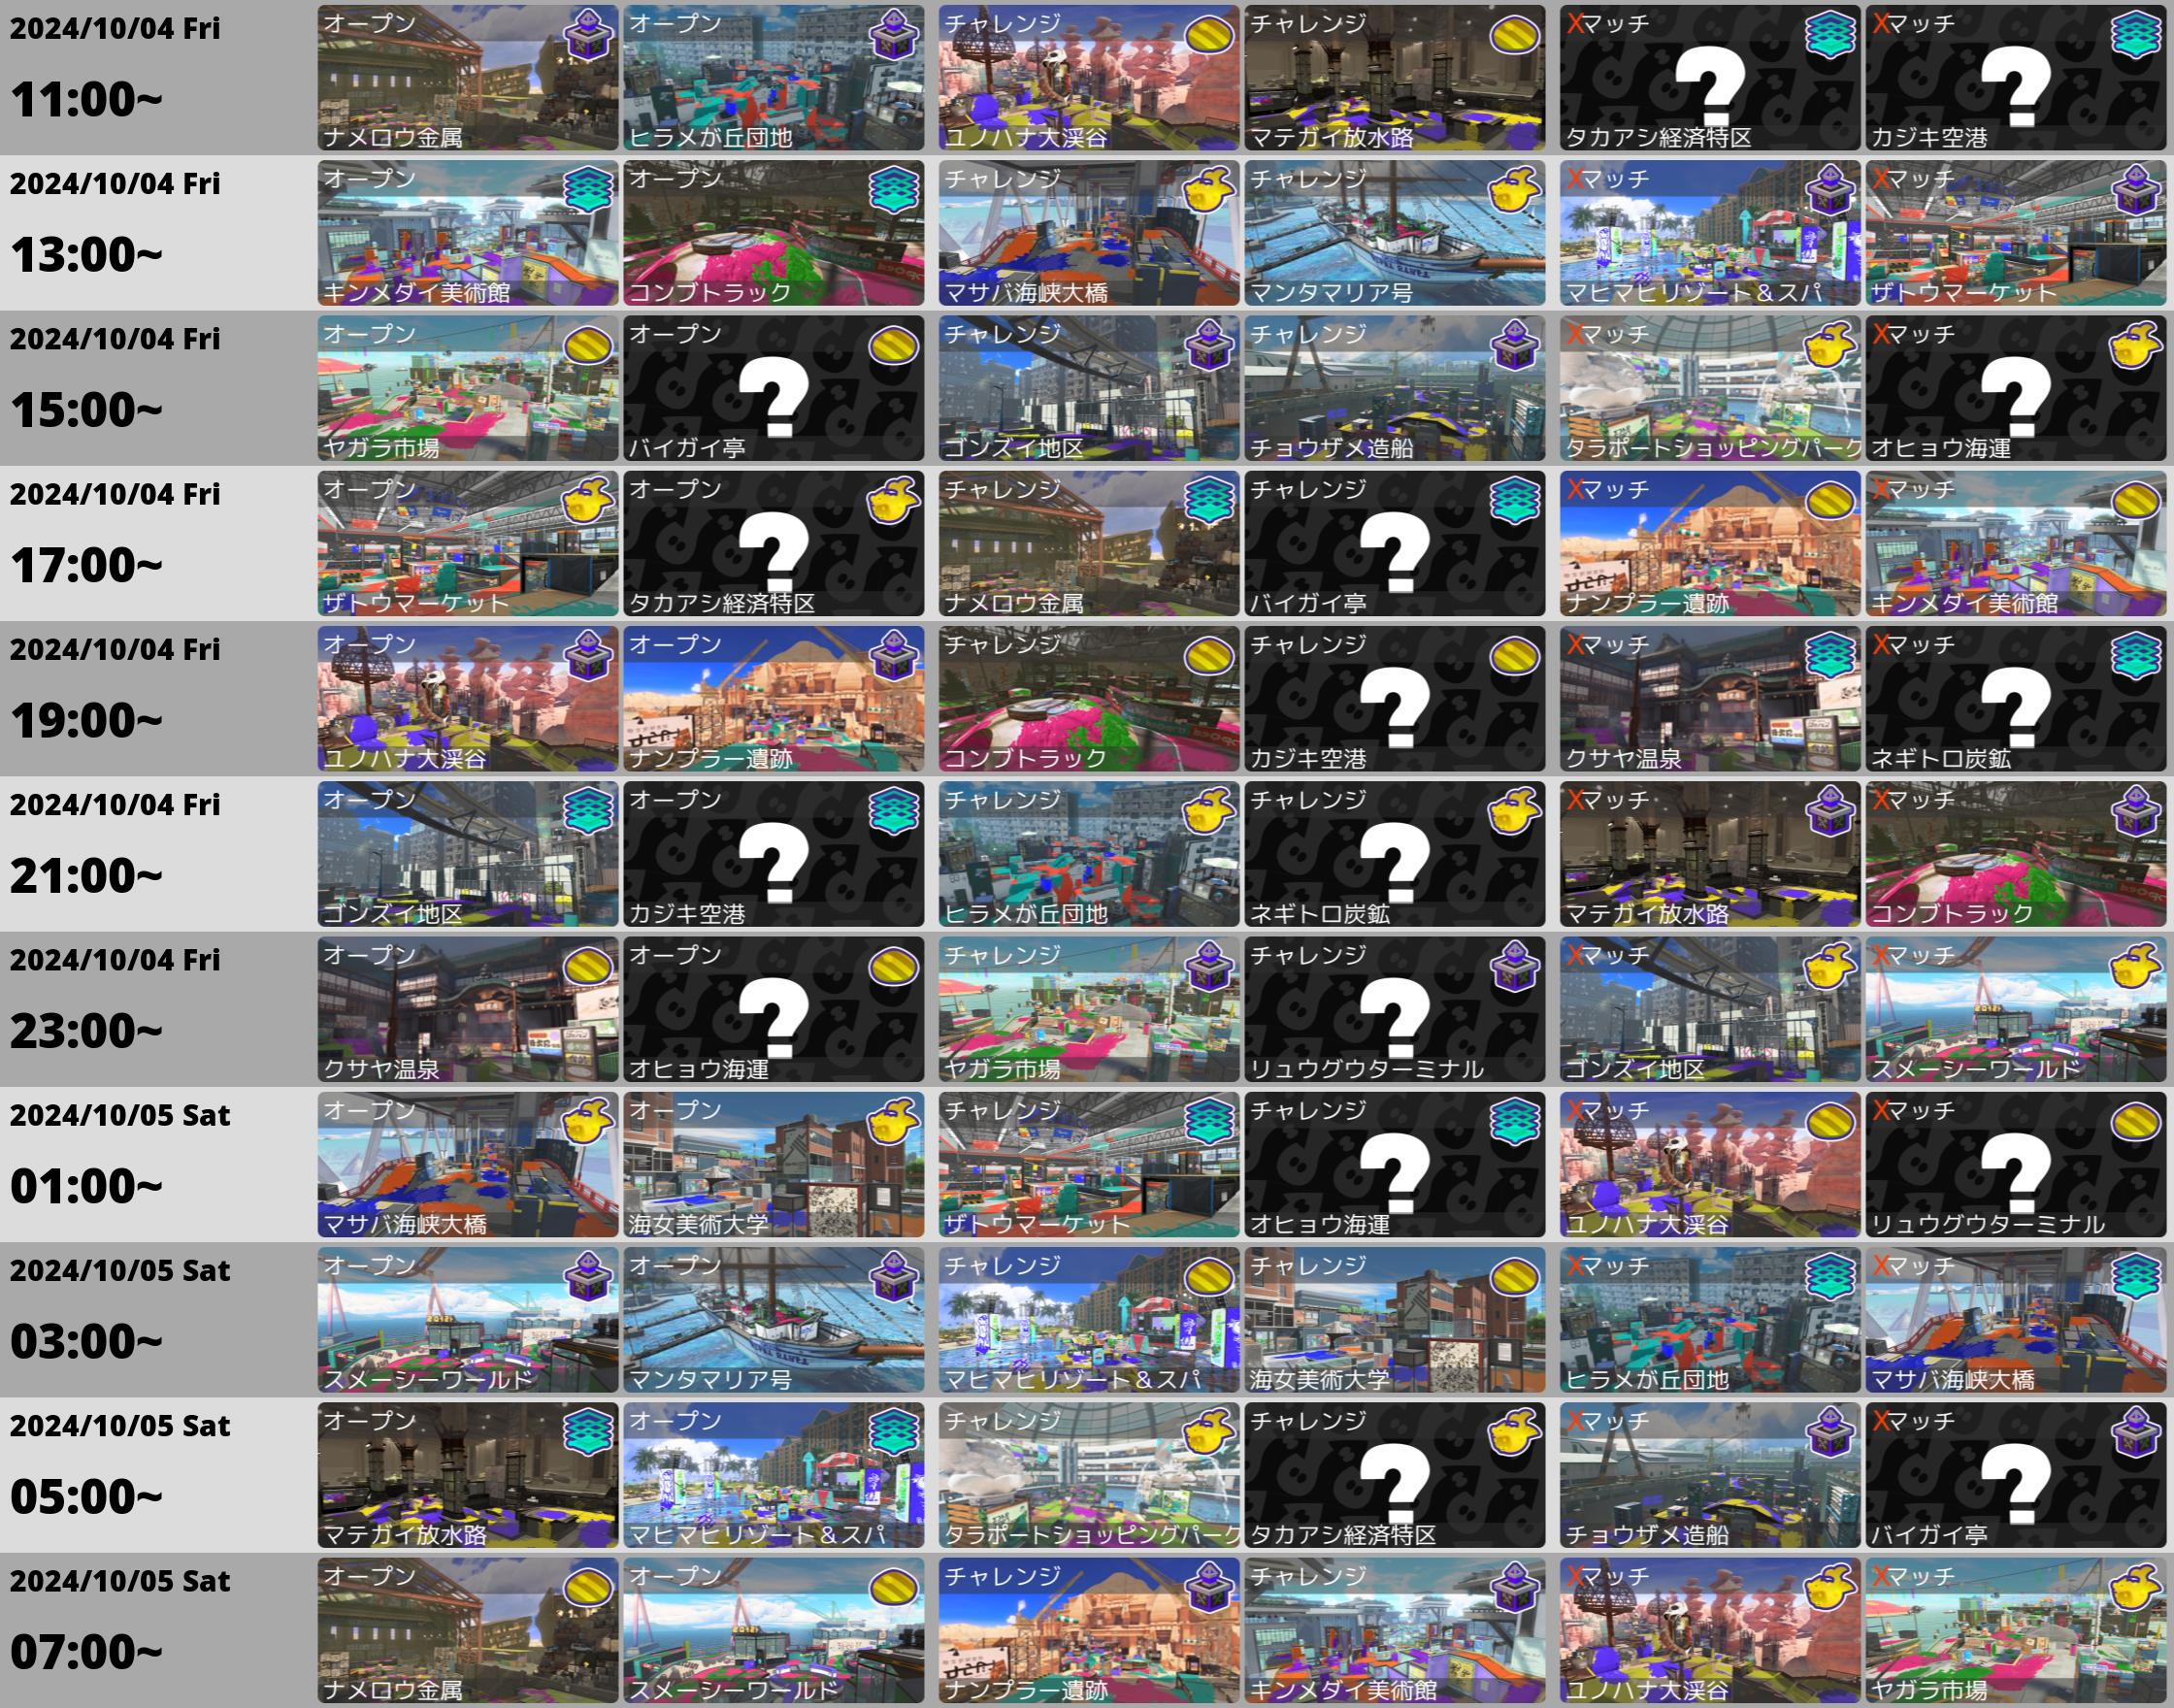 2024/10/04 Fri
11:00~
オープン
ナメロウ金属
オープン
ヒラメが丘団地
チャレンジ
ユノハナ大渓谷
チャレンジ
マテガイ放水路
Xマッチ
タカアシ経済特区
Xマッチ
カジキ空港
2024/10/04 Fri
13:00~
オープン
キンメダイ美術館
オープン
コンブトラック
チャレンジ
マサバ海峡大橋
チャレンジ
マンタマリア号
Xマッチ
マヒマヒリゾート＆スパ
Xマッチ
ザトウマーケット
2024/10/04 Fri
15:00~
オープン
ヤガラ市場
オープン
バイガイ亭
チャレンジ
ゴンズイ地区
チャレンジ
チョウザメ造船
Xマッチ
タラポートショッピングパーク
Xマッチ
オヒョウ海運
2024/10/04 Fri
17:00~
オープン
ザトウマーケット
オープン
タカアシ経済特区
チャレンジ
ナメロウ金属
チャレンジ
バイガイ亭
Xマッチ
ナンプラー遺跡
Xマッチ
キンメダイ美術館
2024/10/04 Fri
19:00~
オープン
ユノハナ大渓谷
オープン
ナンプラー遺跡
チャレンジ
コンブトラック
チャレンジ
カジキ空港
Xマッチ
クサヤ温泉
Xマッチ
ネギトロ炭鉱
2024/10/04 Fri
21:00~
オープン
ゴンズイ地区
オープン
カジキ空港
チャレンジ
ヒラメが丘団地
チャレンジ
ネギトロ炭鉱
Xマッチ
マテガイ放水路
Xマッチ
コンブトラック
2024/10/04 Fri
23:00~
オープン
クサヤ温泉
オープン
オヒョウ海運
チャレンジ
ヤガラ市場
チャレンジ
リュウグウターミナル
Xマッチ
ゴンズイ地区
Xマッチ
スメーシーワールド
2024/10/05 Sat
01:00~
オープン
マサバ海峡大橋
オープン
海女美術大学
チャレンジ
ザトウマーケット
チャレンジ
オヒョウ海運
Xマッチ
ユノハナ大渓谷
Xマッチ
リュウグウターミナル
2024/10/05 Sat
03:00~
オープン
スメーシーワールド
オープン
マンタマリア号
チャレンジ
マヒマヒリゾート＆スパ
チャレンジ
海女美術大学
Xマッチ
ヒラメが丘団地
Xマッチ
マサバ海峡大橋
2024/10/05 Sat
05:00~
オープン
マテガイ放水路
オープン
マヒマヒリゾート＆スパ
チャレンジ
タラポートショッピングパーク
チャレンジ
タカアシ経済特区
Xマッチ
チョウザメ造船
Xマッチ
バイガイ亭
2024/10/05 Sat
07:00~
オープン
ナメロウ金属
オープン
スメーシーワールド
チャレンジ
ナンプラー遺跡
チャレンジ
キンメダイ美術館
Xマッチ
ユノハナ大渓谷
Xマッチ
ヤガラ市場